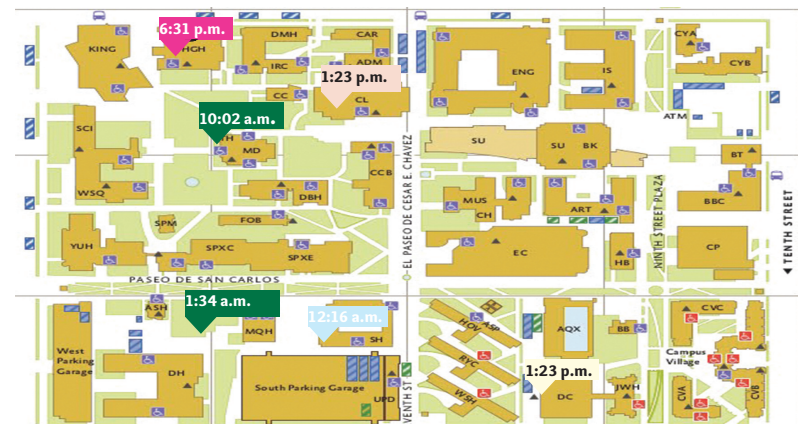 6:31 p.m.
KING
HGH
DMH
CAR
IRC
ADM
ENG
IS
CYA
CYB
1:23 p.m.
CC
CL
10:02 a.m.
ATM
SCI
TH
MD
SU
SU
BK
BT
CCB
WSQ
DBH
MUS
CH
ART
BBC
SPM
FOB
YUH
SPXC
SPXE
EC
HB
CP
EL PASEO DE CESAR E. CHAVEZ
NINTH STREET PLAZA
TENTH STREET
PASEO DE SAN CARLOS
1:34 a.m.
12:16 a.m.
ASH
MQH
SH
HOV
ASP
AQX
BB
CVC
West
Parking
Garage
DH
South Parking Garage
UPD
VENTH ST
RYC
WSH
1:23 p.m.
DC
JWH
Campus
Village
CVA
CVB